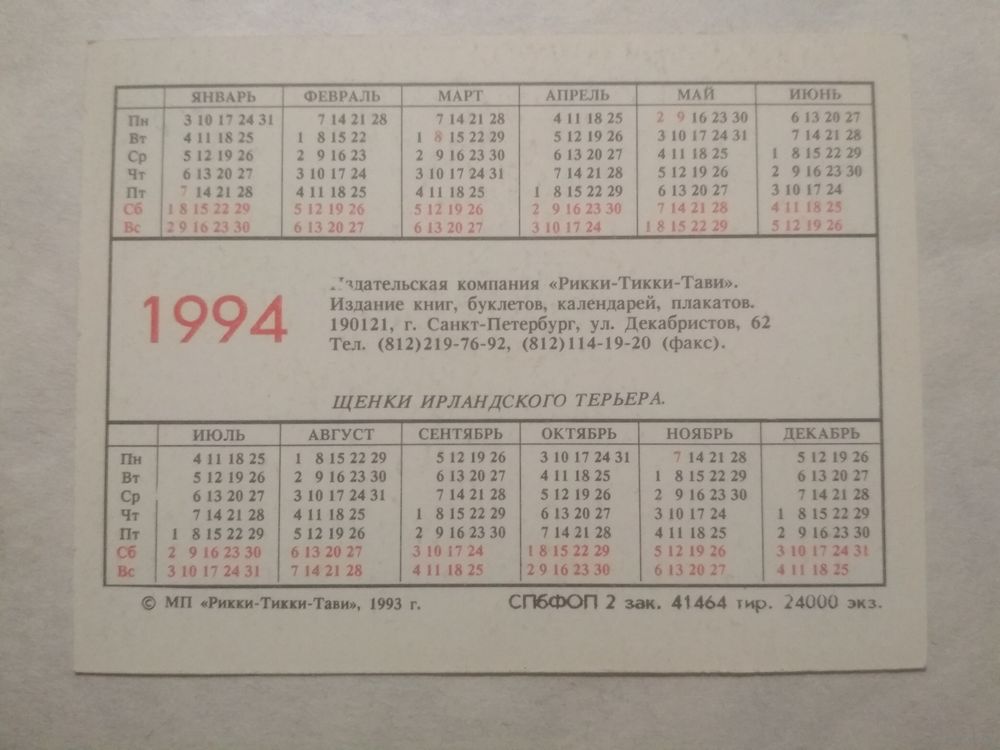 ЯНВАРЬ ФЕВРАЛЬ МАРТ АПРЕЛЬ МАЙ ИЮНЬ
Пн 3 10 17 24 31 7 14 21 28 7 14 21 28 4 11 18 25 2 9 16 23 30 6 13 20 27
Вт 4 11 18 25 1 8 15 22 1 8 15 22 29 5 12 19 26 3 10 17 24 31 7 14 21 28
Ср 5 12 19 26 2 9 16 23 2 9 16 23 30 6 13 20 27 4 11 18 25 1 8 15 22 29
Чт 6 13 20 27 3 10 17 24 3 10 17 24 31 7 14 21 28 5 12 19 26 2 9 16 23 30
Пт 7 14 21 28 4 11 18 25 4 11 18 25 1 8 15 22 29 6 13 20 27 3 10 17 24
Сб 1 8 15 22 29 5 12 19 26 5 12 19 26 2 9 16 23 30 7 14 21 28 4 11 18 25
Вс 2 9 16 23 30 6 13 20 27 6 13 20 27 3 10 17 24 1 8 15 22 29 5 12 19 26
1994
Издательская компания «Рикки-Тикки-Тави».
Издание книг, буклетов, календарей, плакатов.
190121, г. Санкт-Петербург, ул. Декабристов, 62
Тел. (812)219-76-92, (812)114-19-20 (факс).
ЩЕНКИ ИРЛАНДСКОГО ТЕРЬЕРА.
ИЮЛЬ АВГУСТ СЕНТЯБРЬ ОКТЯБРЬ НОЯБРЬ ДЕКАБРЬ
Пн 4 11 18 25 1 8 15 22 29 5 12 19 26 3 10 17 24 31 7 14 21 28 5 12 19 26
Вт 5 12 19 26 2 9 16 23 30 6 13 20 27 4 11 18 25 1 8 15 22 29 6 13 20 27
Ср 6 13 20 27 3 10 17 24 31 7 14 21 28 5 12 19 26 2 9 16 23 30 7 14 21 28
Чт 7 14 21 28 4 11 18 25 1 8 15 22 29 6 13 20 27 3 10 17 24 1 8 15 22 29
Пт 1 8 15 22 29 5 12 19 26 2 9 16 23 30 7 14 21 28 4 11 18 25 2 9 16 23 30
Сб 2 9 16 23 30 6 13 20 27 3 10 17 24 1 8 15 22 29 5 12 19 26 3 10 17 24 31
Вс 3 10 17 24 31 7 14 21 28 4 11 18 25 2 9 16 23 30 6 13 20 27 4 11 18 25
© МП «Рикки-Тикки-Тави», 1993 г. СПбФОП 2 зак. 41464 тир. 24000 экз.